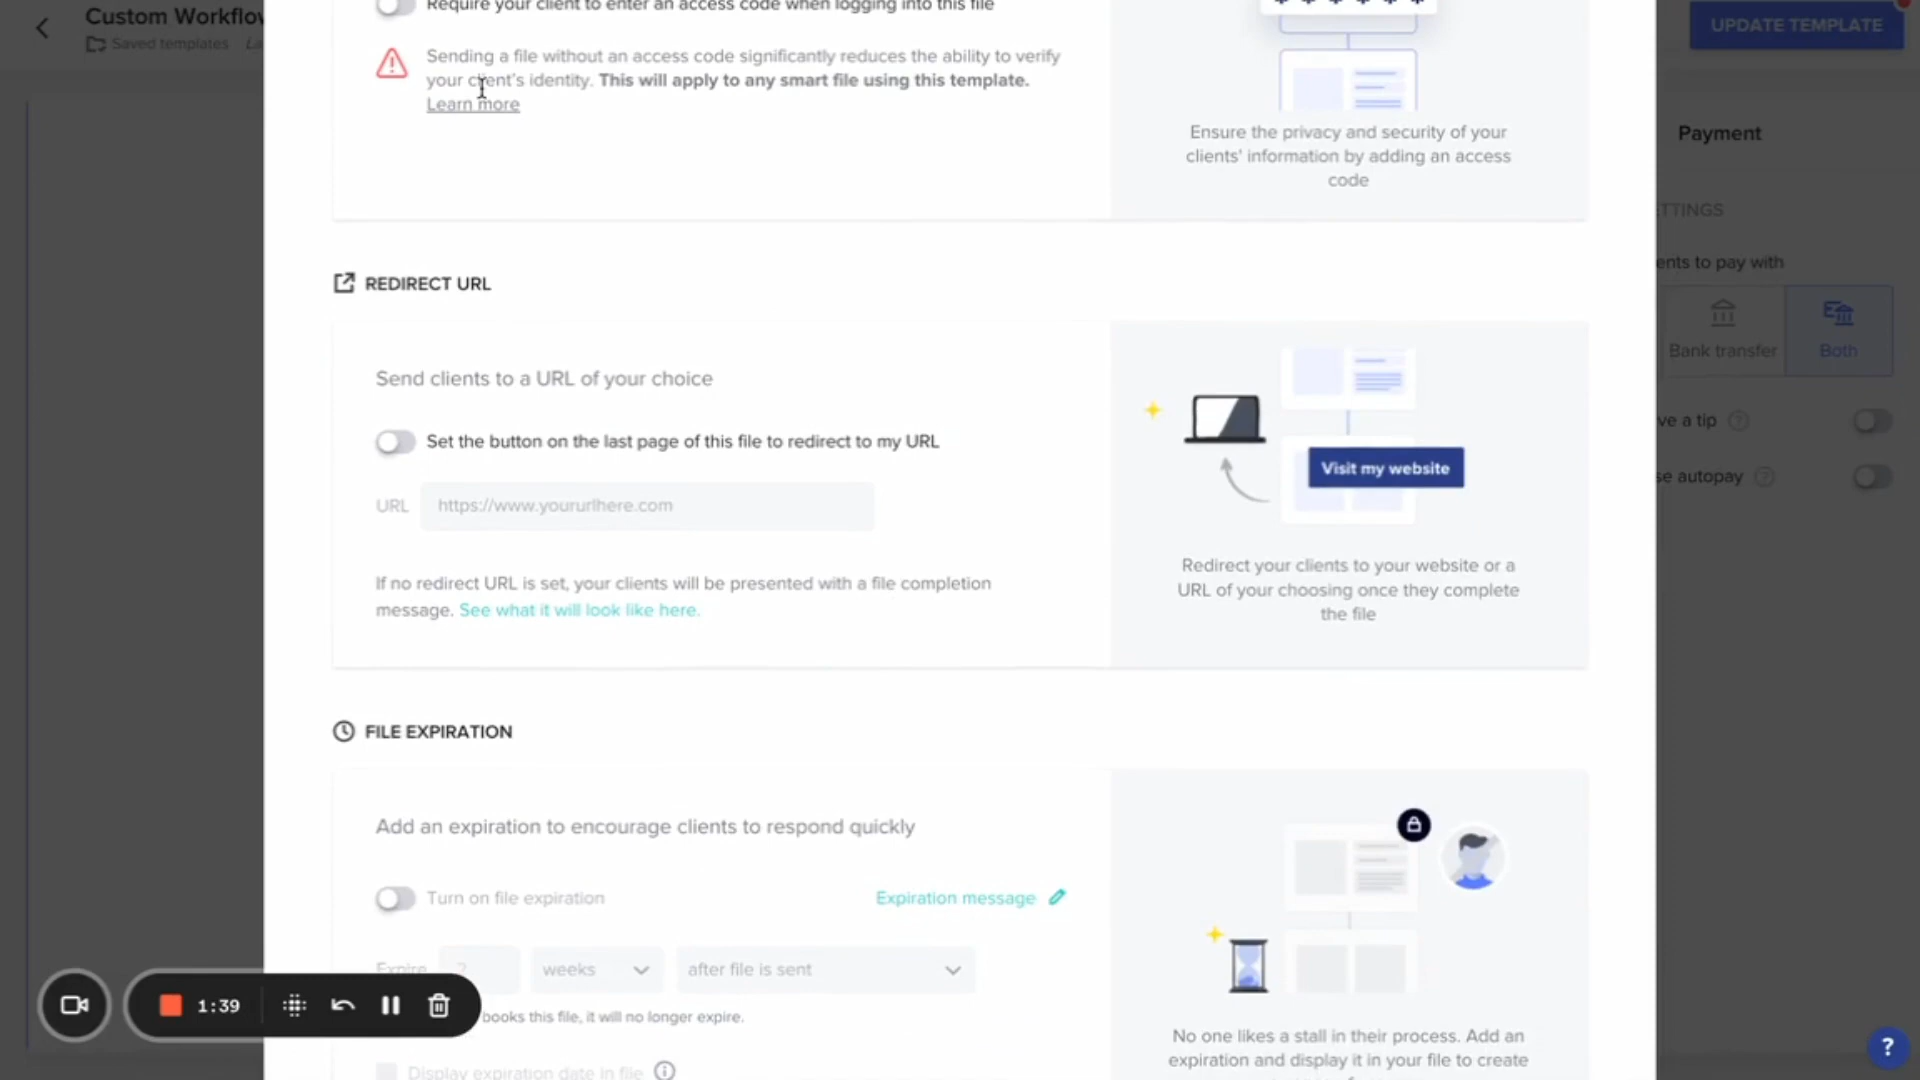 Custom Workflow
Saved templates
UPDATE TEMPLATE
Require your client to enter an access code when logging into this file
Sending a file without an access code significantly reduces the ability to verify
your client's identity. This will apply to any smart file using this template.
Learn more
******
Ensure the privacy and security of your
clients' information by adding an access
code
Payment
TTINGS
ents to pay with
Bank transfer
Both
ve a tip ?
se autopay ?
REDIRECT URL
Send clients to a URL of your choice
Set the button on the last page of this file to redirect to my URL
URL https://www.yoururlhere.com
If no redirect URL is set, your clients will be presented with a file completion
message. See what it will look like here.
Visit my website
Redirect your clients to your website or a
URL of your choosing once they complete
the file
FILE EXPIRATION
Add an expiration to encourage clients to respond quickly
Turn on file expiration
Expiration message
Expire 2 weeks after file is sent
books this file, it will no longer expire.
Display expiration date in file
No one likes a stall in their process. Add an
expiration and display it in your file to create
1:39
?